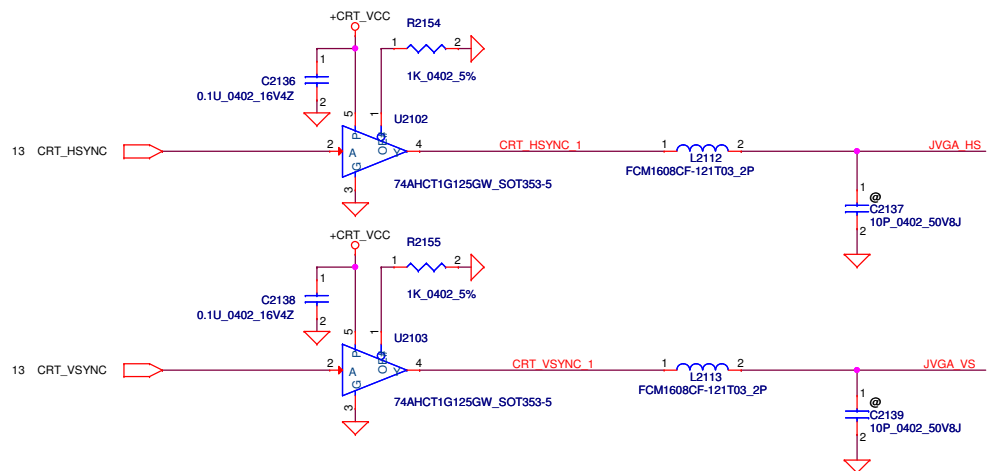 +CRT_VCC
R2154
1 2
1K_0402_5%
1
C2136
0.1U_0402_16V4Z
2
5
1
U2102
P
OE#
13 CRT_HSYNC
2
A
Y
4
G
3
74AHCT1G125GW_SOT353-5
CRT_HSYNC_1
1 2
L2112
FCM1608CF-121T03_2P
JVGA_HS
1
@
C2137
10P_0402_50V8J
2
+CRT_VCC
R2155
1 2
1K_0402_5%
1
C2138
0.1U_0402_16V4Z
2
5
1
U2103
P
OE#
13 CRT_VSYNC
2
A
Y
4
G
3
74AHCT1G125GW_SOT353-5
CRT_VSYNC_1
1 2
L2113
FCM1608CF-121T03_2P
JVGA_VS
1
@
C2139
10P_0402_50V8J
2